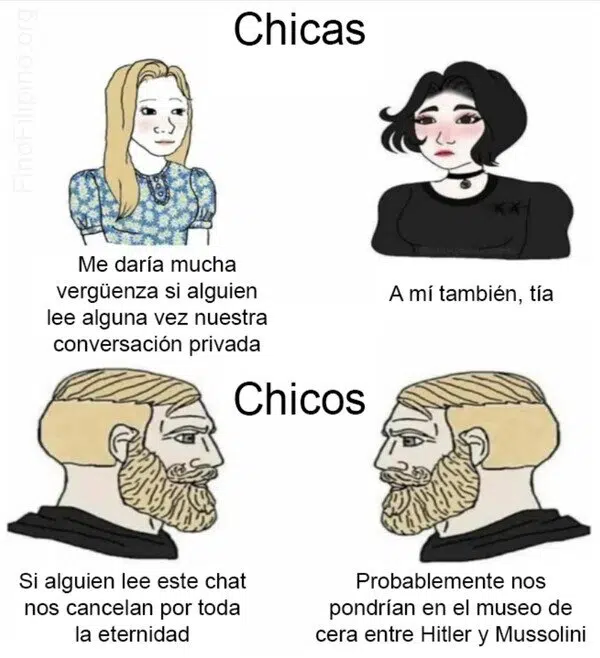 FinoFilipino.org
Chicas
Me daría mucha
vergüenza si alguien
lee alguna vez nuestra
conversación privada
A mí también, tía
Chicos
Si alguien lee este chat
nos cancelan por toda
la eternidad
Probablemente nos
pondrían en el museo de
cera entre Hitler y Mussolini